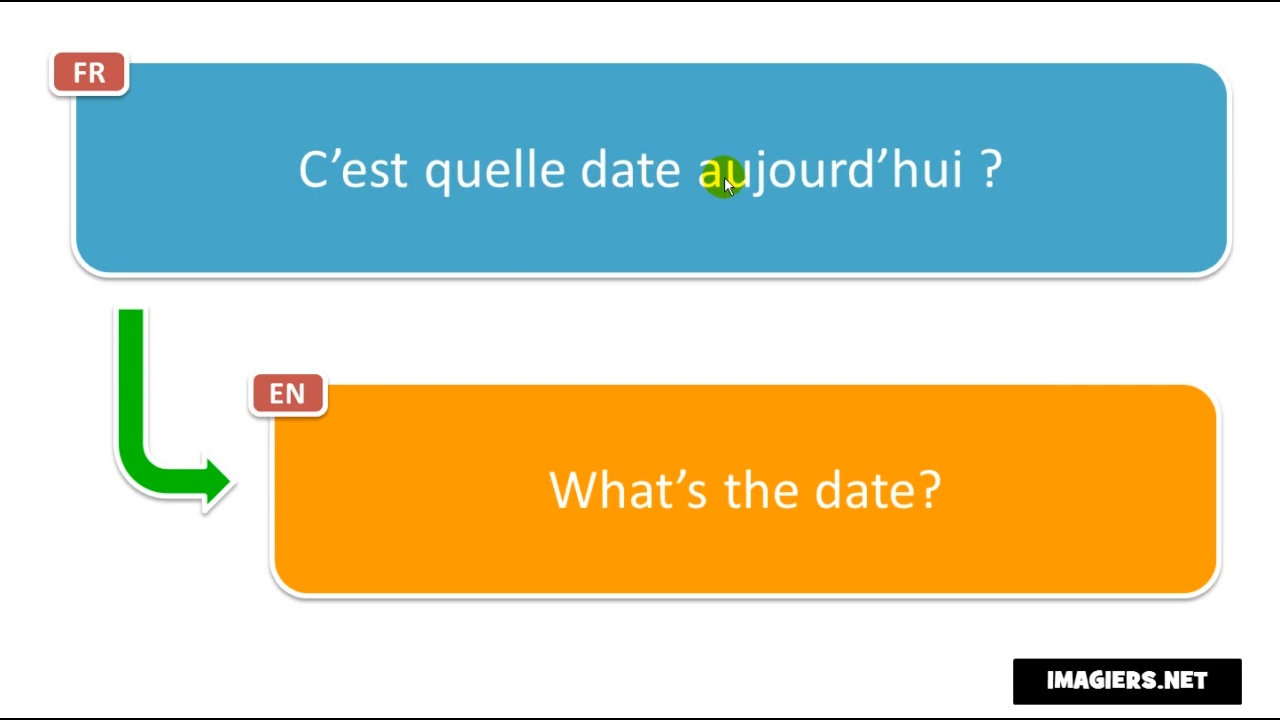 FR
C’est quelle date aujourd’hui ?
EN
What’s the date?
IMAGIERS.NET